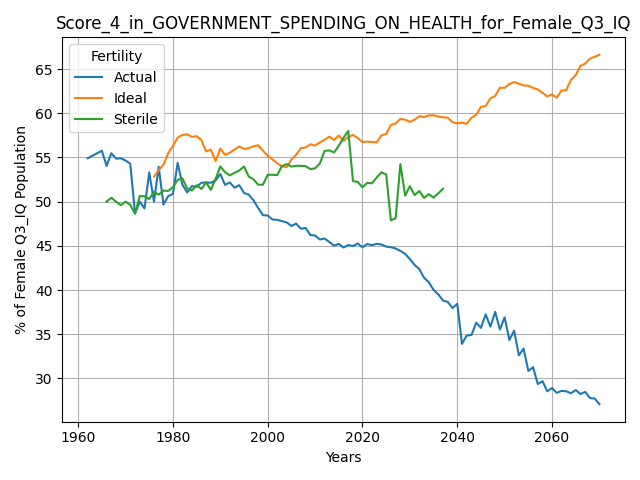 Score_4_in_GOVERNMENT_SPENDING_ON_HEALTH_for_Female_Q3_IQ
Fertility
Actual
Ideal
Sterile
% of Female Q3_IQ Population
65
60
55
50
45
40
35
30
1960
1980
2000
2020
2040
2060
Years